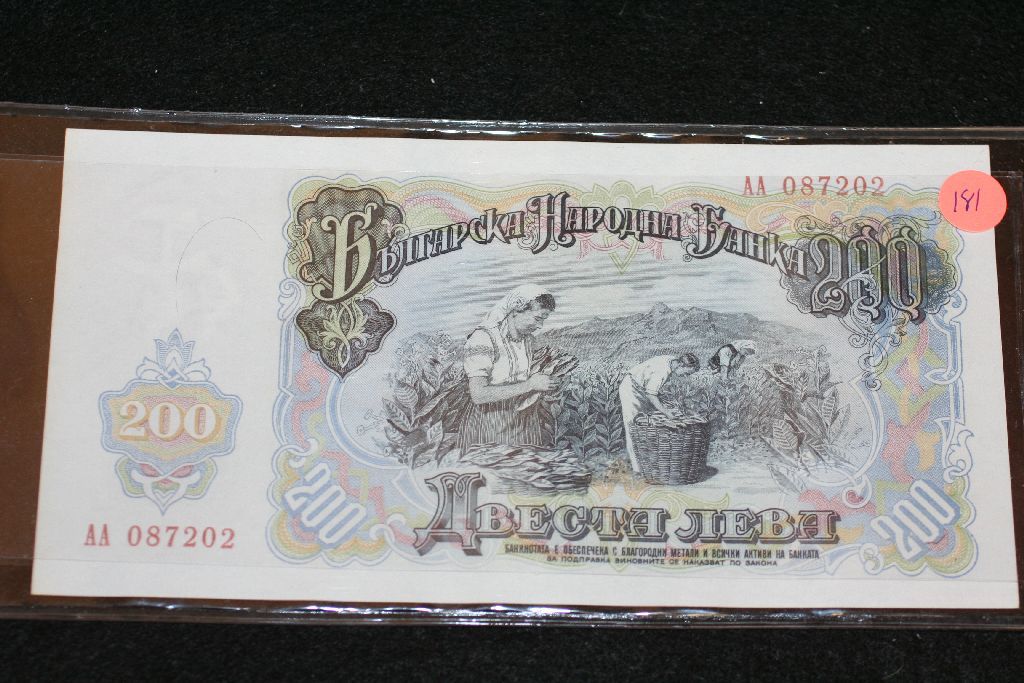 АА 087202
181
Българска Народна Банка
200
200
АА 087202
200
200
Двеста лева
БАНКНОТАТА Е ОБЕЗПЕЧЕНА С БЛАГОРОДНИ МЕТАЛИ И ВСИЧКИ АКТИВИ НА БАНКАТА
ЗА ПОДПРАВКА ВИНОВНИТЕ СЕ НАКАЗВАТ ПО ЗАКОНА